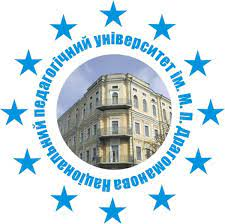 Національний педагогічний університет ім. М. П. Драгоманова